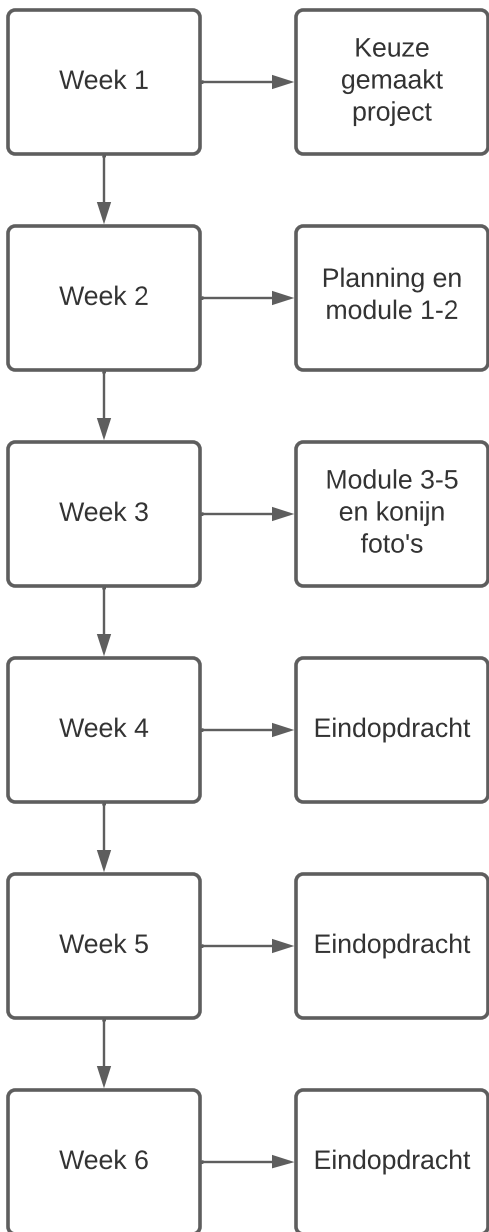 Week 1
Keuze
gemaakt
project
Week 2
Planning en
module 1-2
Week 3
Module 3-5
en konijn
foto's
Week 4
Eindopdracht
Week 5
Eindopdracht
Week 6
Eindopdracht